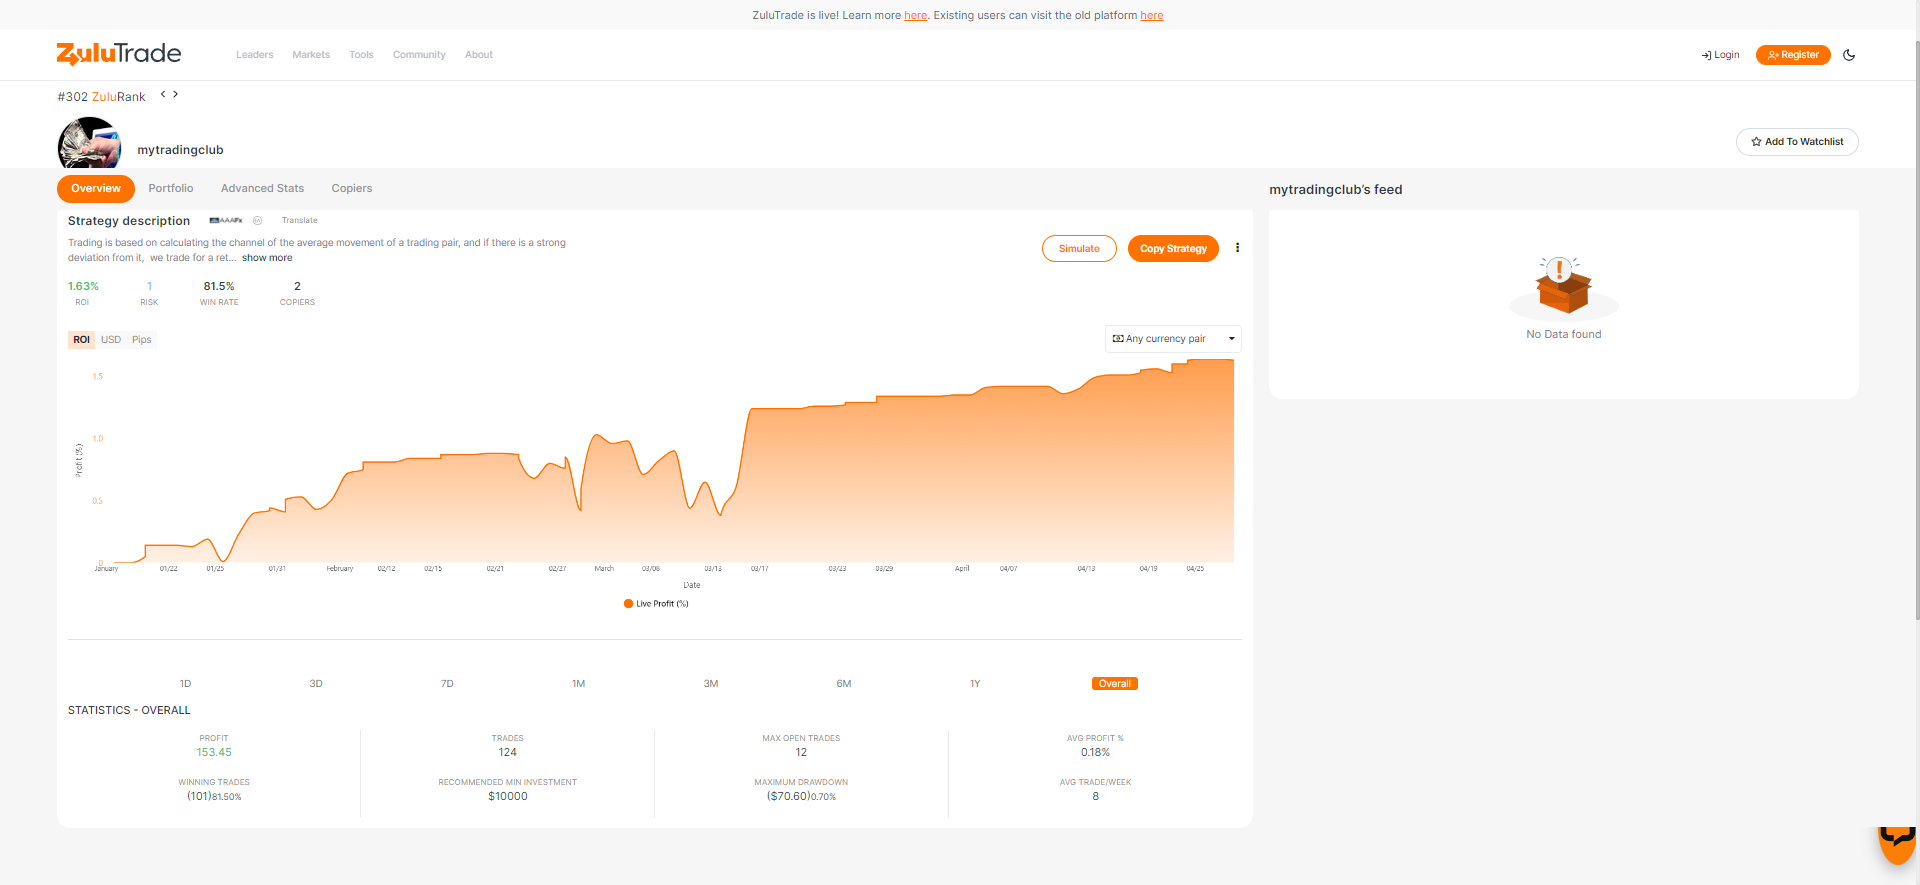 ZuluTrade is live! Learn more here. Existing users can visit the old platform here
ZuluTrade
Leaders Markets Tools Community About
Login Register
#302 ZuluRank
mytradingclub
Add To Watchlist
Overview Portfolio Advanced Stats Copiers
mytradingclub's feed
Strategy description AAAFx Translate
Trading is based on calculating the channel of the average movement of a trading pair, and if there is a strong
deviation from it, we trade for a ret... show more
Simulate Copy Strategy
No Data found
1.63% 1 81.5% 2
ROI RISK WIN RATE COPIERS
ROI USD Pips
Any currency pair
1.5
1.0
0.5
0
Profit (%)
January 01/22 01/25 01/31 February 02/12 02/15 02/21 02/27 March 03/08 03/13 03/17 03/23 03/29 April 04/07 04/13 04/19 04/25
Date
Live Profit (%)
1D 3D 7D 1M 3M 6M 1Y Overall
STATISTICS - OVERALL
PROFIT TRADES MAX OPEN TRADES AVG PROFIT %
153.45 124 12 0.18%
WINNING TRADES RECOMMENDED MIN INVESTMENT MAXIMUM DRAWDOWN AVG TRADE/WEEK
(101)81.50% $10000 ($70.60)0.70% 8